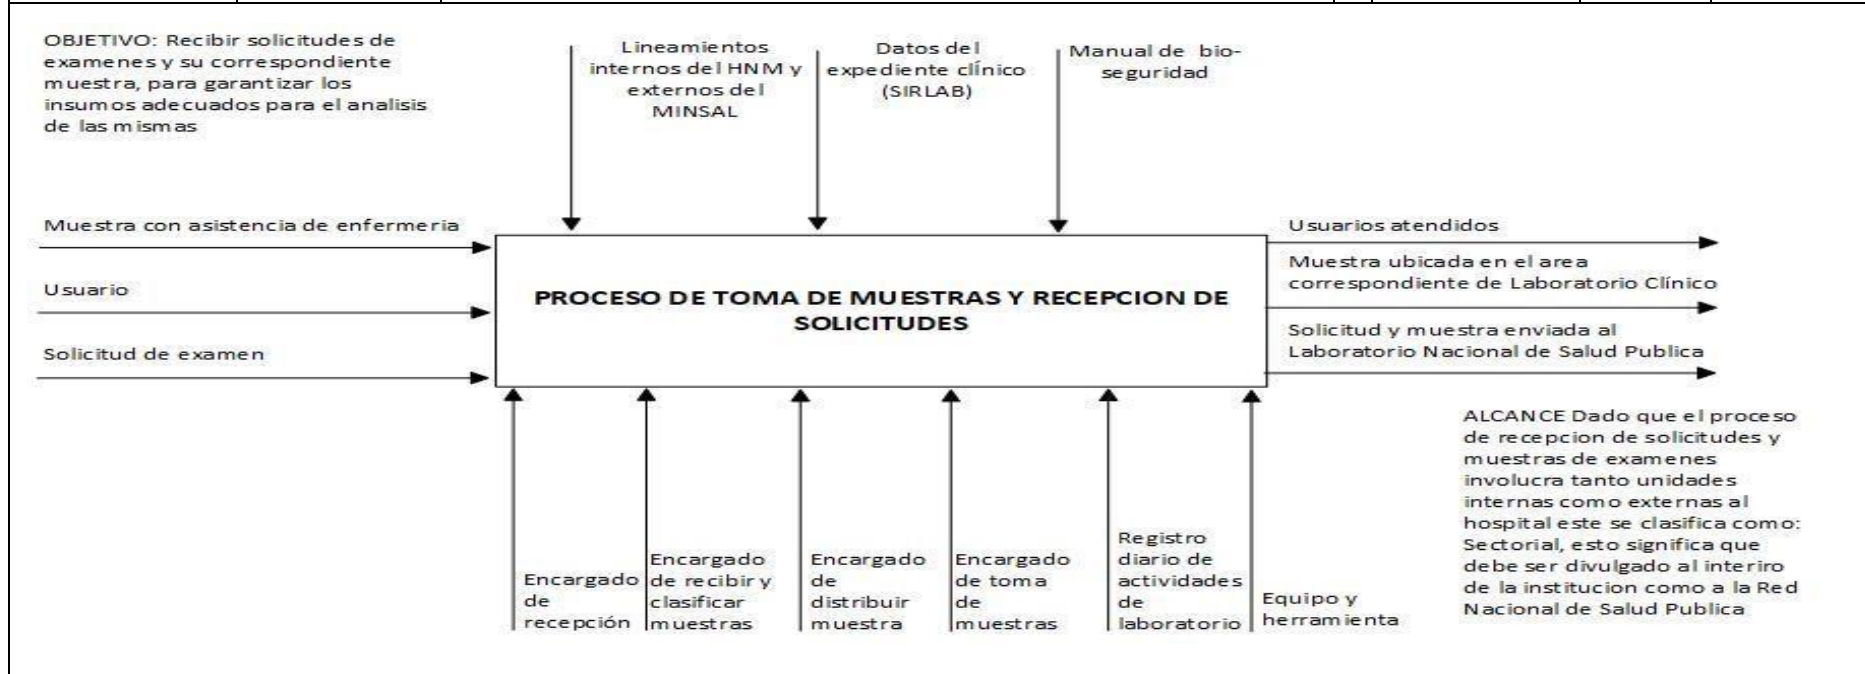 OBJETIVO: Recibir solicitudes de
examenes y su correspondiente
muestra, para garantizar los
insumos adecuados para el analisis
de las mismas
Lineamientos
internos del HNM y
externos del
MINSAL
Datos del
expediente clínico
(SIRLAB)
Manual de bio-
seguridad
Muestra con asistencia de enfermeria
Usuario
Solicitud de examen
PROCESO DE TOMA DE MUESTRAS Y RECEPCION DE
SOLICITUDES
Usuarios atendidos
Muestra ubicada en el area
correspondiente de Laboratorio Clínico
Solicitud y muestra enviada al
Laboratorio Nacional de Salud Publica
Encargado
de
recepción
Encargado
de recibir y
clasificar
muestras
Encargado
de
distribuir
muestra
Encargado
de toma
de
muestras
Registro
diario de
actividades
de
laboratorio
Equipo y
herramienta
ALCANCE Dado que el proceso
de recepcion de solicitudes y
muestras de examenes
involucra tanto unidades
internas como externas al
hospital este se clasifica como:
Sectorial, esto significa que
debe ser divulgado al interiro
de la institucion como a la Red
Nacional de Salud Publica